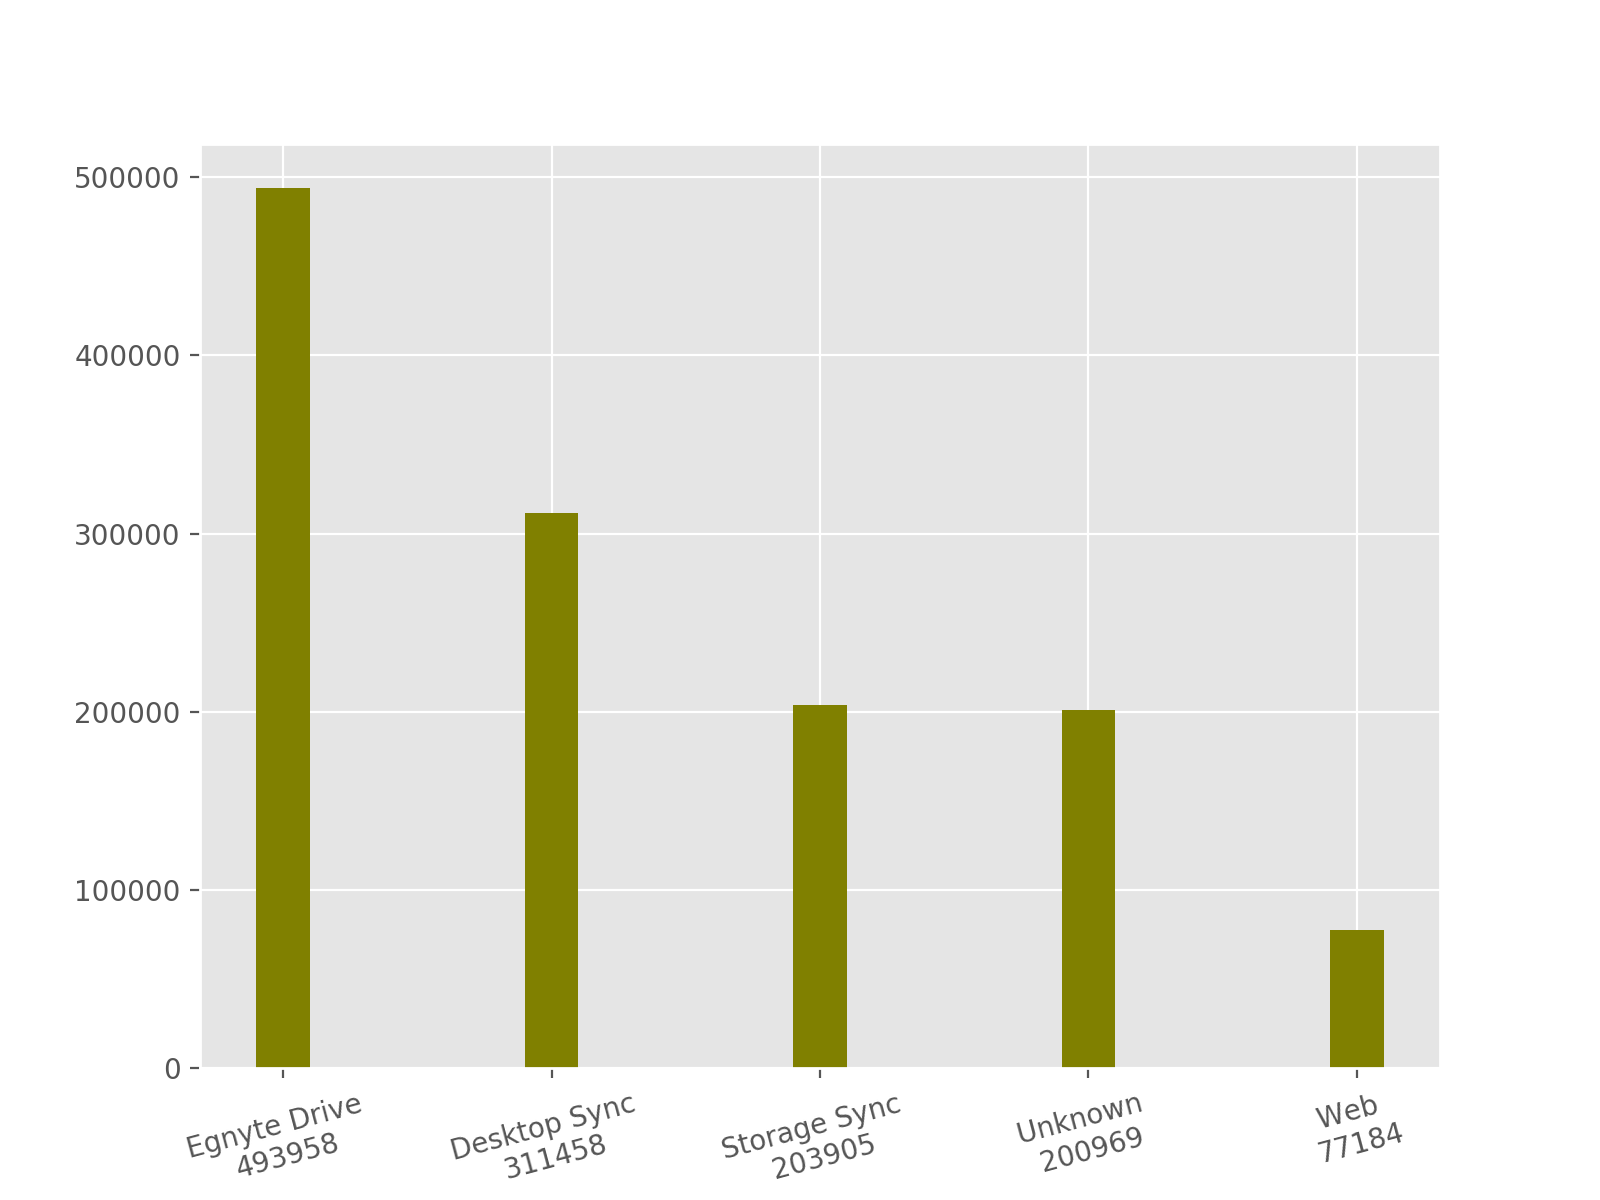 500000
400000
300000
200000
100000
0
Egnyte Drive
493958
Desktop Sync
311458
Storage Sync
203905
Unknown
200969
Web
77184